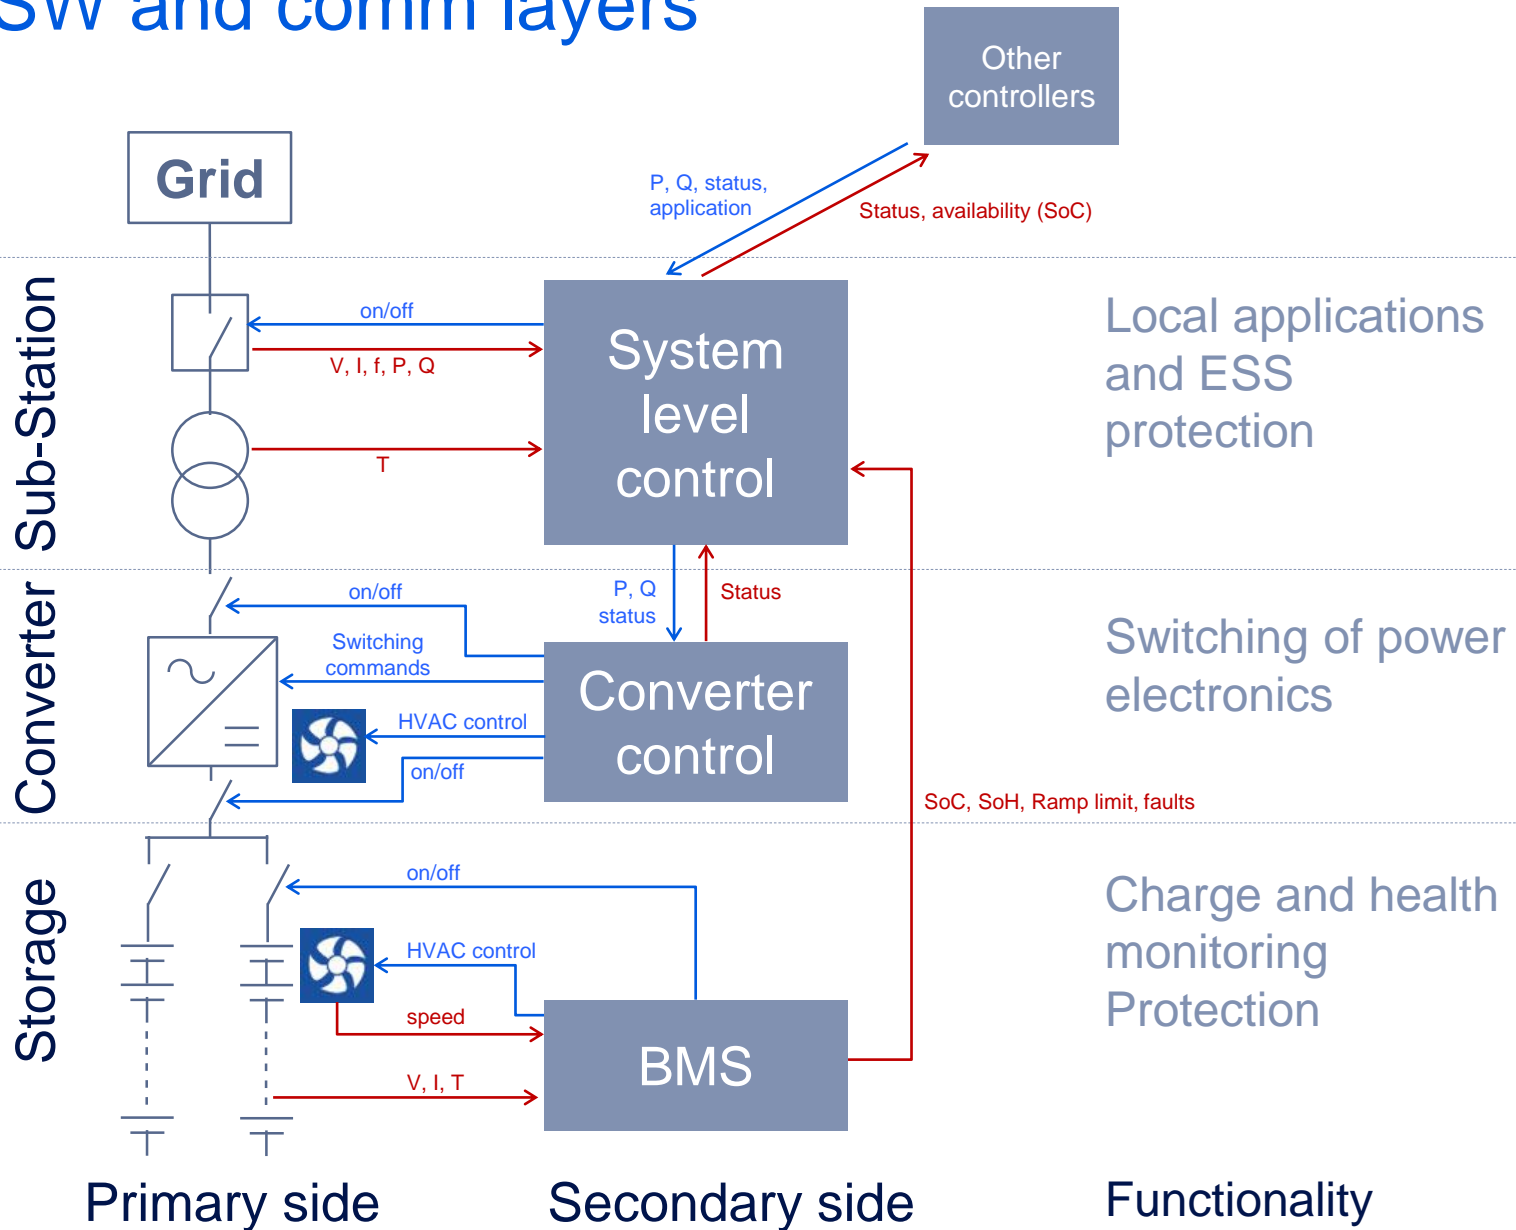 SW and comm layers
Other
controllers
Grid
P, Q, status,
application
Status, availability (SoC)
Sub-Station
on/off
V, I, f, P, Q
T
System
level
control
Local applications
and ESS
protection
Converter
on/off
P, Q
status
Status
Switching
commands
HVAC control
on/off
Converter
control
Switching of power
electronics
SoC, SoH, Ramp limit, faults
Storage
on/off
HVAC control
speed
V, I, T
BMS
Charge and health
monitoring
Protection
Primary side
Secondary side
Functionality